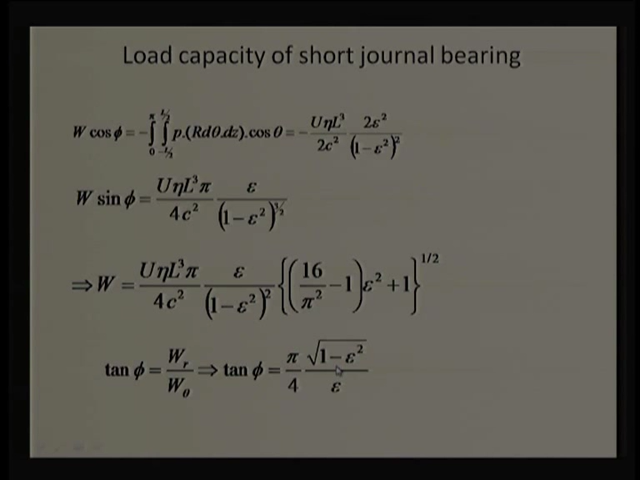 Load capacity of short journal bearing
W cos ϕ = −∫₀^π ∫_{−L/2}^{L/2} p.(Rdθ.dz).cos θ = − UηL³/2c² 2ε²/(1−ε²)²
W sin ϕ = UηL³π/4c² ε/(1−ε²)^{3/2}
⇒ W = UηL³π/4c² ε/(1−ε²)² {(16/π² − 1)ε² + 1}^{1/2}
tan ϕ = W_r/W_θ ⇒ tan ϕ = π/4 √(1−ε²)/ε